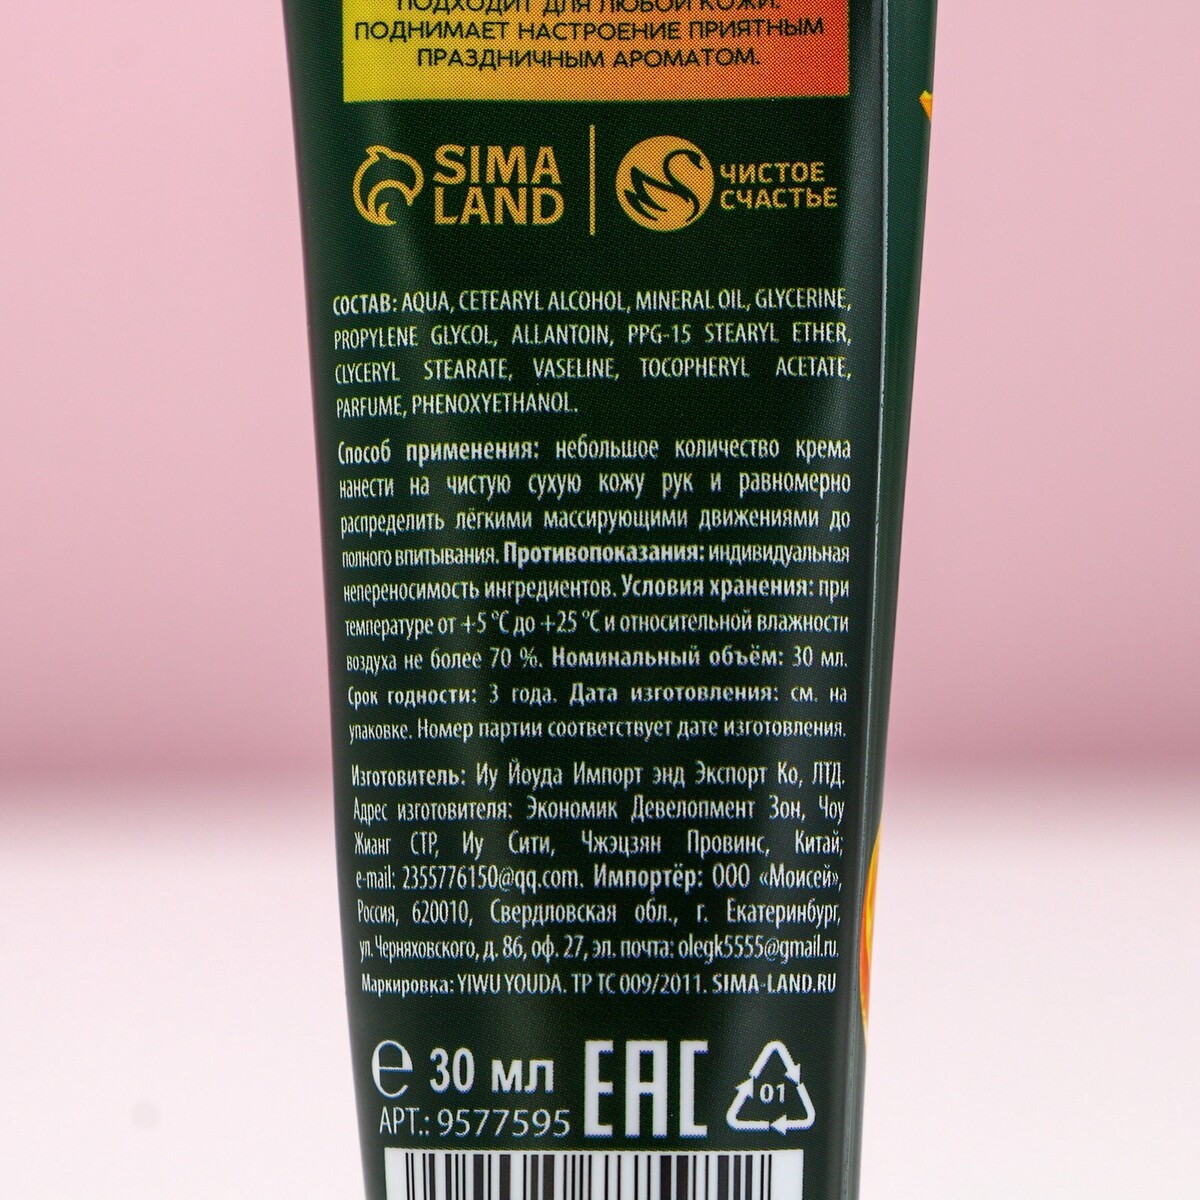 ПОДХОДИТ ДЛЯ ЛЮБОЙ КОЖИ.
ПОДНИМАЕТ НАСТРОЕНИЕ ПРИЯТНЫМ
ПРАЗДНИЧНЫМ АРОМАТОМ.
SIMA
LAND
ЧИСТОЕ
СЧАСТЬЕ
СОСТАВ: AQUA, CETEARYL ALCOHOL, MINERAL OIL, GLYCERINE,
PROPYLENE GLYCOL, ALLANTOIN, PPG-15 STEARYL ETHER,
GLYCERYL STEARATE, VASELINE, TOCOPHERYL ACETATE,
PARFUME, PHENOXYETHANOL.
Способ применения: небольшое количество крема
нанести на чистую сухую кожу рук и равномерно
распределить лёгкими массирующими движениями до
полного впитывания. Противопоказания: индивидуальная
непереносимость ингредиентов. Условия хранения: при
температуре от +5 °С до +25 °С и относительной влажности
воздуха не более 70 %. Номинальный объём: 30 мл.
Срок годности: 3 года. Дата изготовления: см. на
упаковке. Номер партии соответствует дате изготовления.
Изготовитель: Иу Йоуда Импорт энд Экспорт Ко, ЛТД.
Адрес изготовителя: Экономик Девелопмент Зон, Чоу
Жианг СТР, Иу Сити, Чжэцзян Провинс, Китай;
e-mail: 2355776150@qq.com. Импортёр: ООО «Моисей»,
Россия, 620010, Свердловская обл., г. Екатеринбург,
ул. Черняховского, д. 86, оф. 27, эл. почта: olegk5555@gmail.ru.
Маркировка: YIWU YOUDA. ТР ТС 009/2011. SIMA-LAND.RU
℮ 30 мл
EAC
01
АРТ.: 9577595